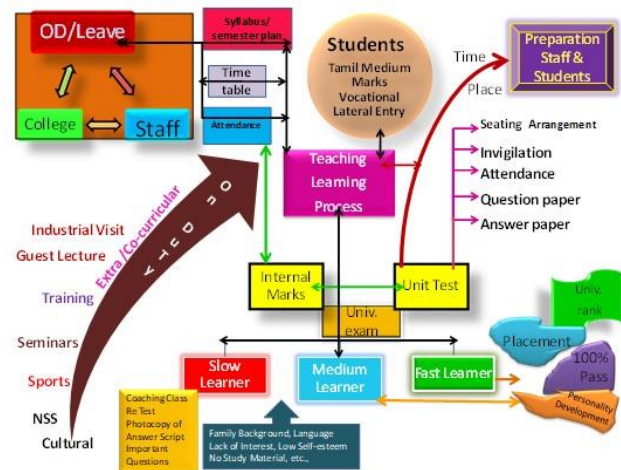 OD/Leave
College
Staff
Syllabus/
semesterplan
Time
table
Attendance
Students
Tamil Medium
Marks
Vocational
Lateral Entry
Time
Place
Preparation
Staff &
Students
Seating Arrangement
Invigilation
Attendance
Question paper
Answer paper
Teaching
Learning
Process
On Duty
Extra /Co-curricular
Industrial Visit
Guest Lecture
Training
Seminars
Sports
NSS
Cultural
Internal
Marks
Unit Test
Univ.
exam
Slow
Learner
Medium
Learner
Fast Learner
Univ.
rank
Placement
100%
Pass
Personality
Development
Coaching Class
Re Test
Photocopy of
Answer Script
Important
Questions
Family Background, Language
Lack of Interest, Low Self-esteem
No Study Material, etc.,